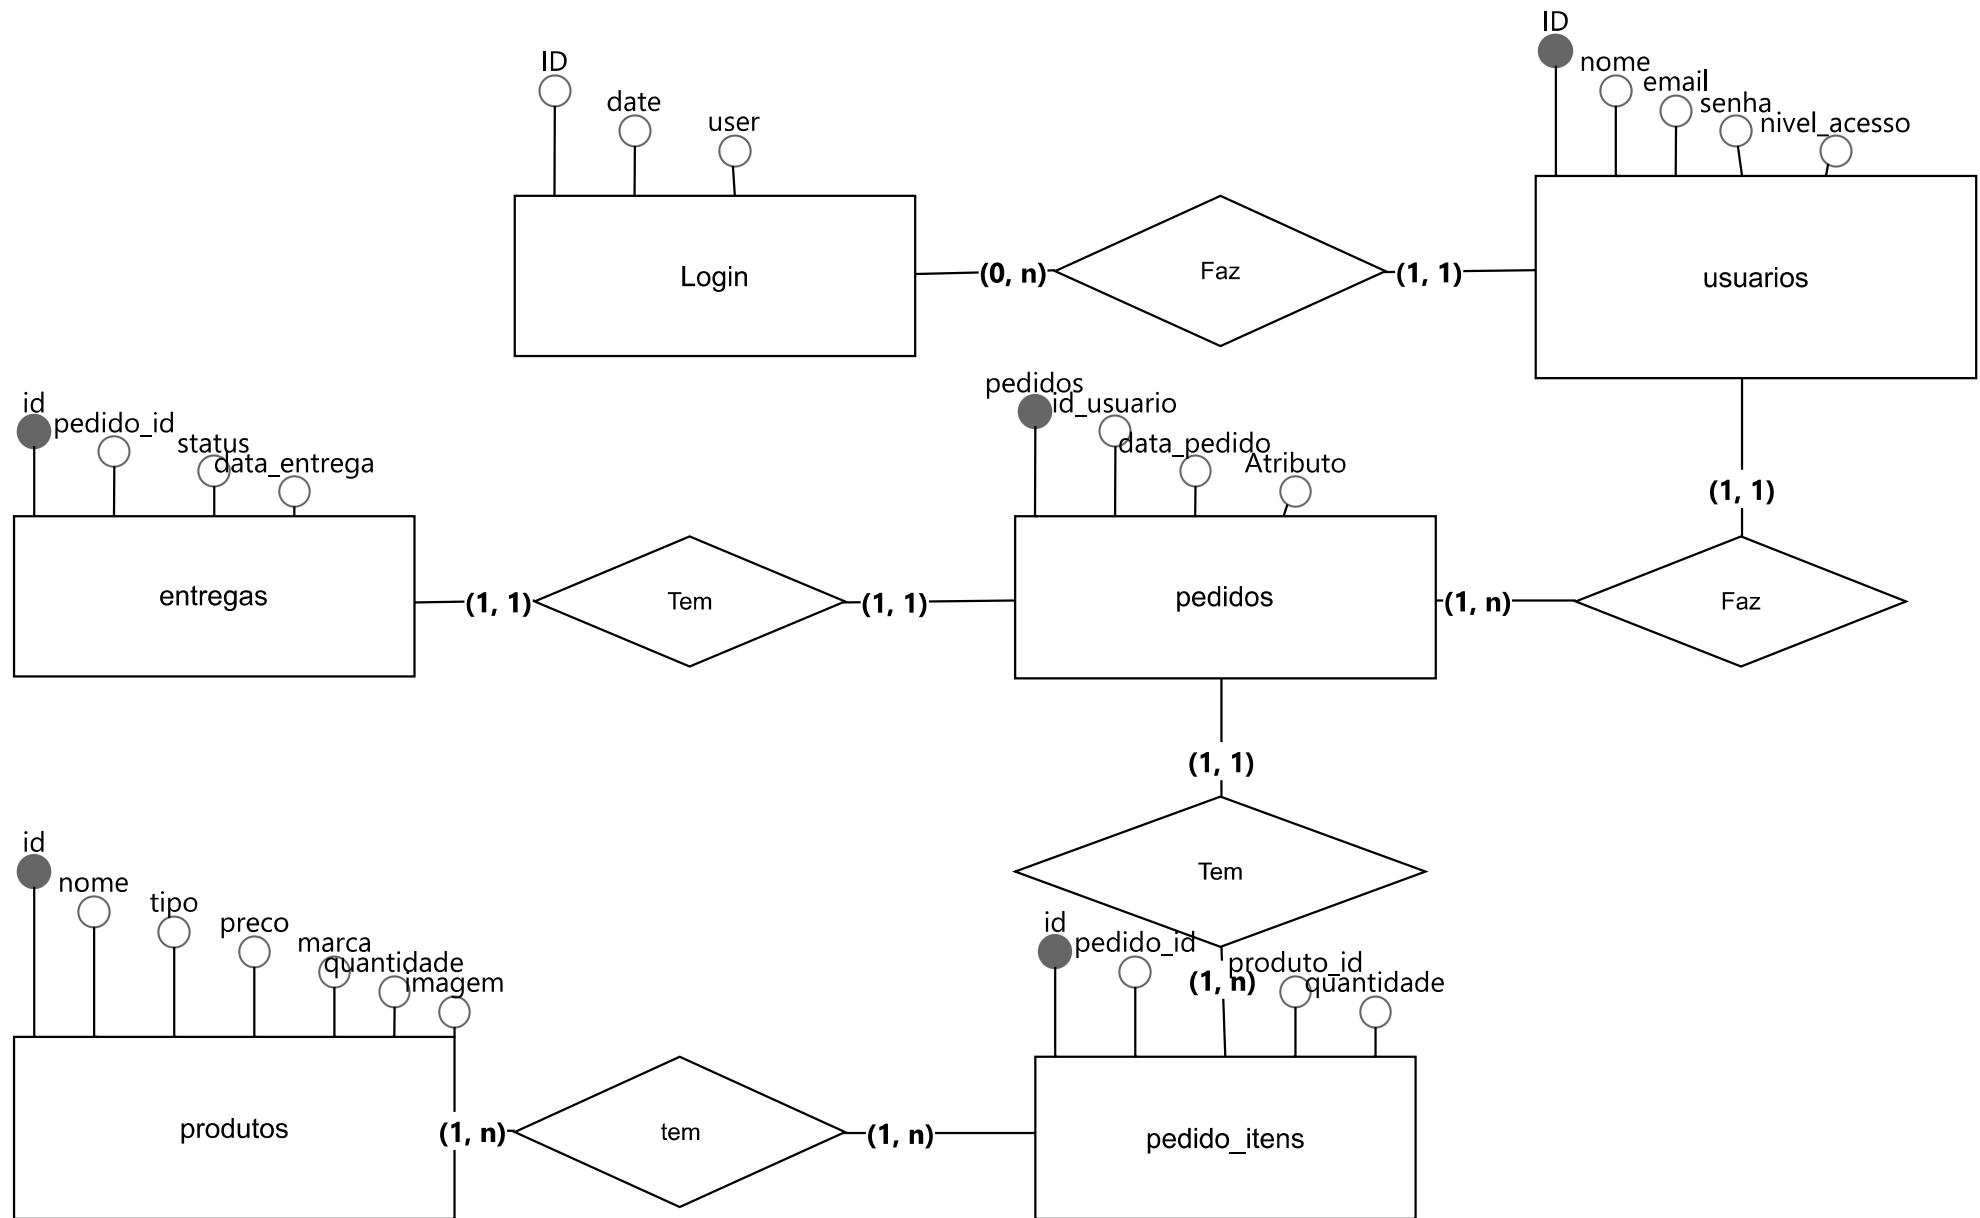 ID
date
user
Login
(0, n)
Faz
(1, 1)
ID
nome
email
senha
nivel_acesso
usuarios
(1, 1)
Faz
(1, n)
pedidos
id_usuario
data_pedido
Atributo
pedidos
(1, 1)
Tem
(1, 1)
id
pedido_id
status
data_entrega
entregas
(1, 1)
Tem
(1, n)
id
pedido_id
produto_id
quantidade
pedido_itens
(1, n)
tem
(1, n)
id
nome
tipo
preco
marca
quantidade
imagem
produtos